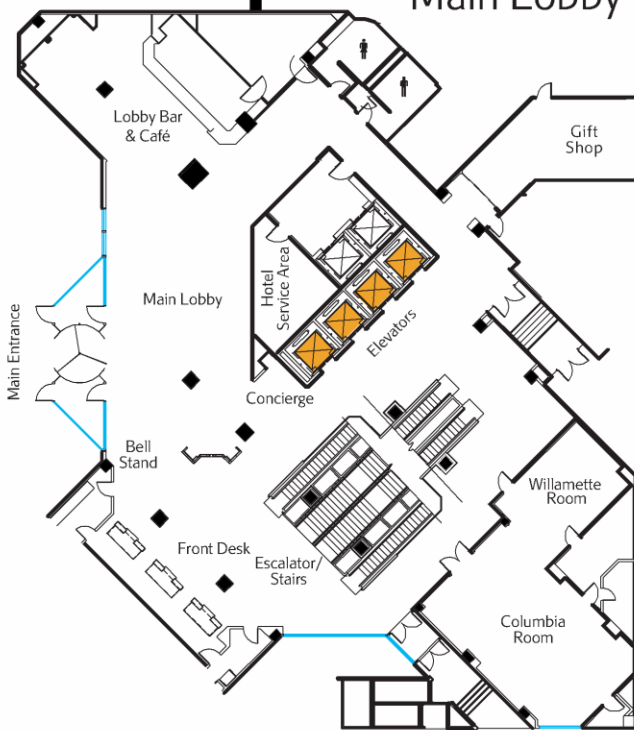 Main Lobby
Lobby Bar
& Café
Gift
Shop
Main Lobby
Hotel
Service Area
Elevators
Main Entrance
Concierge
Bell
Stand
Willamette
Room
Front Desk
Escalator/
Stairs
Columbia
Room